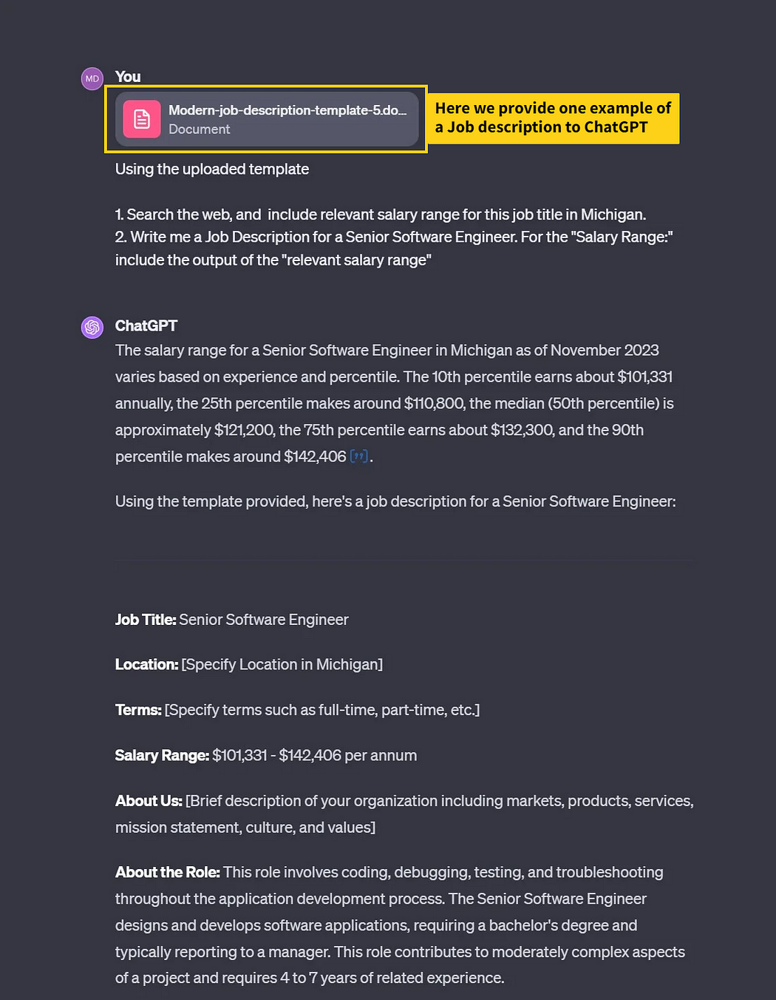 MD
You
Modern-job-description-template-5.do...
Document
Here we provide one example of
a Job description to ChatGPT
Using the uploaded template
1. Search the web, and  include relevant salary range for this job title in Michigan.
2. Write me a Job Description for a Senior Software Engineer. For the "Salary Range:"
include the output of the "relevant salary range"
ChatGPT
The salary range for a Senior Software Engineer in Michigan as of November 2023
varies based on experience and percentile. The 10th percentile earns about $101,331
annually, the 25th percentile makes around $110,800, the median (50th percentile) is
approximately $121,200, the 75th percentile earns about $132,300, and the 90th
percentile makes around $142,406 ["].
Using the template provided, here's a job description for a Senior Software Engineer:
Job Title: Senior Software Engineer
Location: [Specify Location in Michigan]
Terms: [Specify terms such as full-time, part-time, etc.]
Salary Range: $101,331 - $142,406 per annum
About Us: [Brief description of your organization including markets, products, services,
mission statement, culture, and values]
About the Role: This role involves coding, debugging, testing, and troubleshooting
throughout the application development process. The Senior Software Engineer
designs and develops software applications, requiring a bachelor's degree and
typically reporting to a manager. This role contributes to moderately complex aspects
of a project and requires 4 to 7 years of related experience.